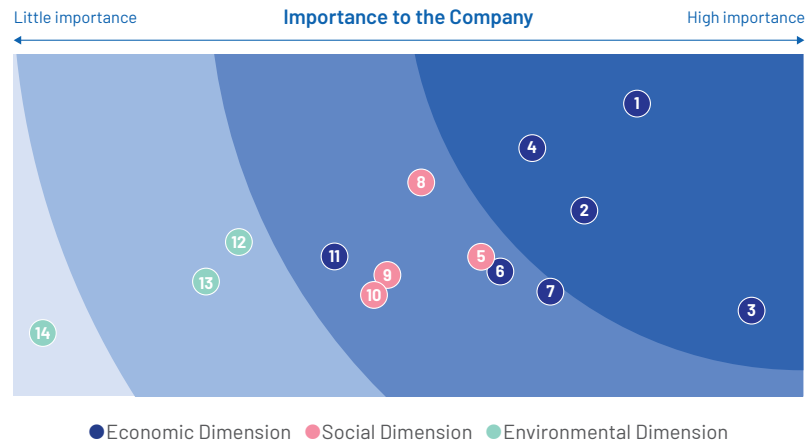 Little importance
Importance to the Company
High importance
1
4
8
2
12
11
5
6
9
13
10
7
3
14
Economic Dimension
Social Dimension
Environmental Dimension